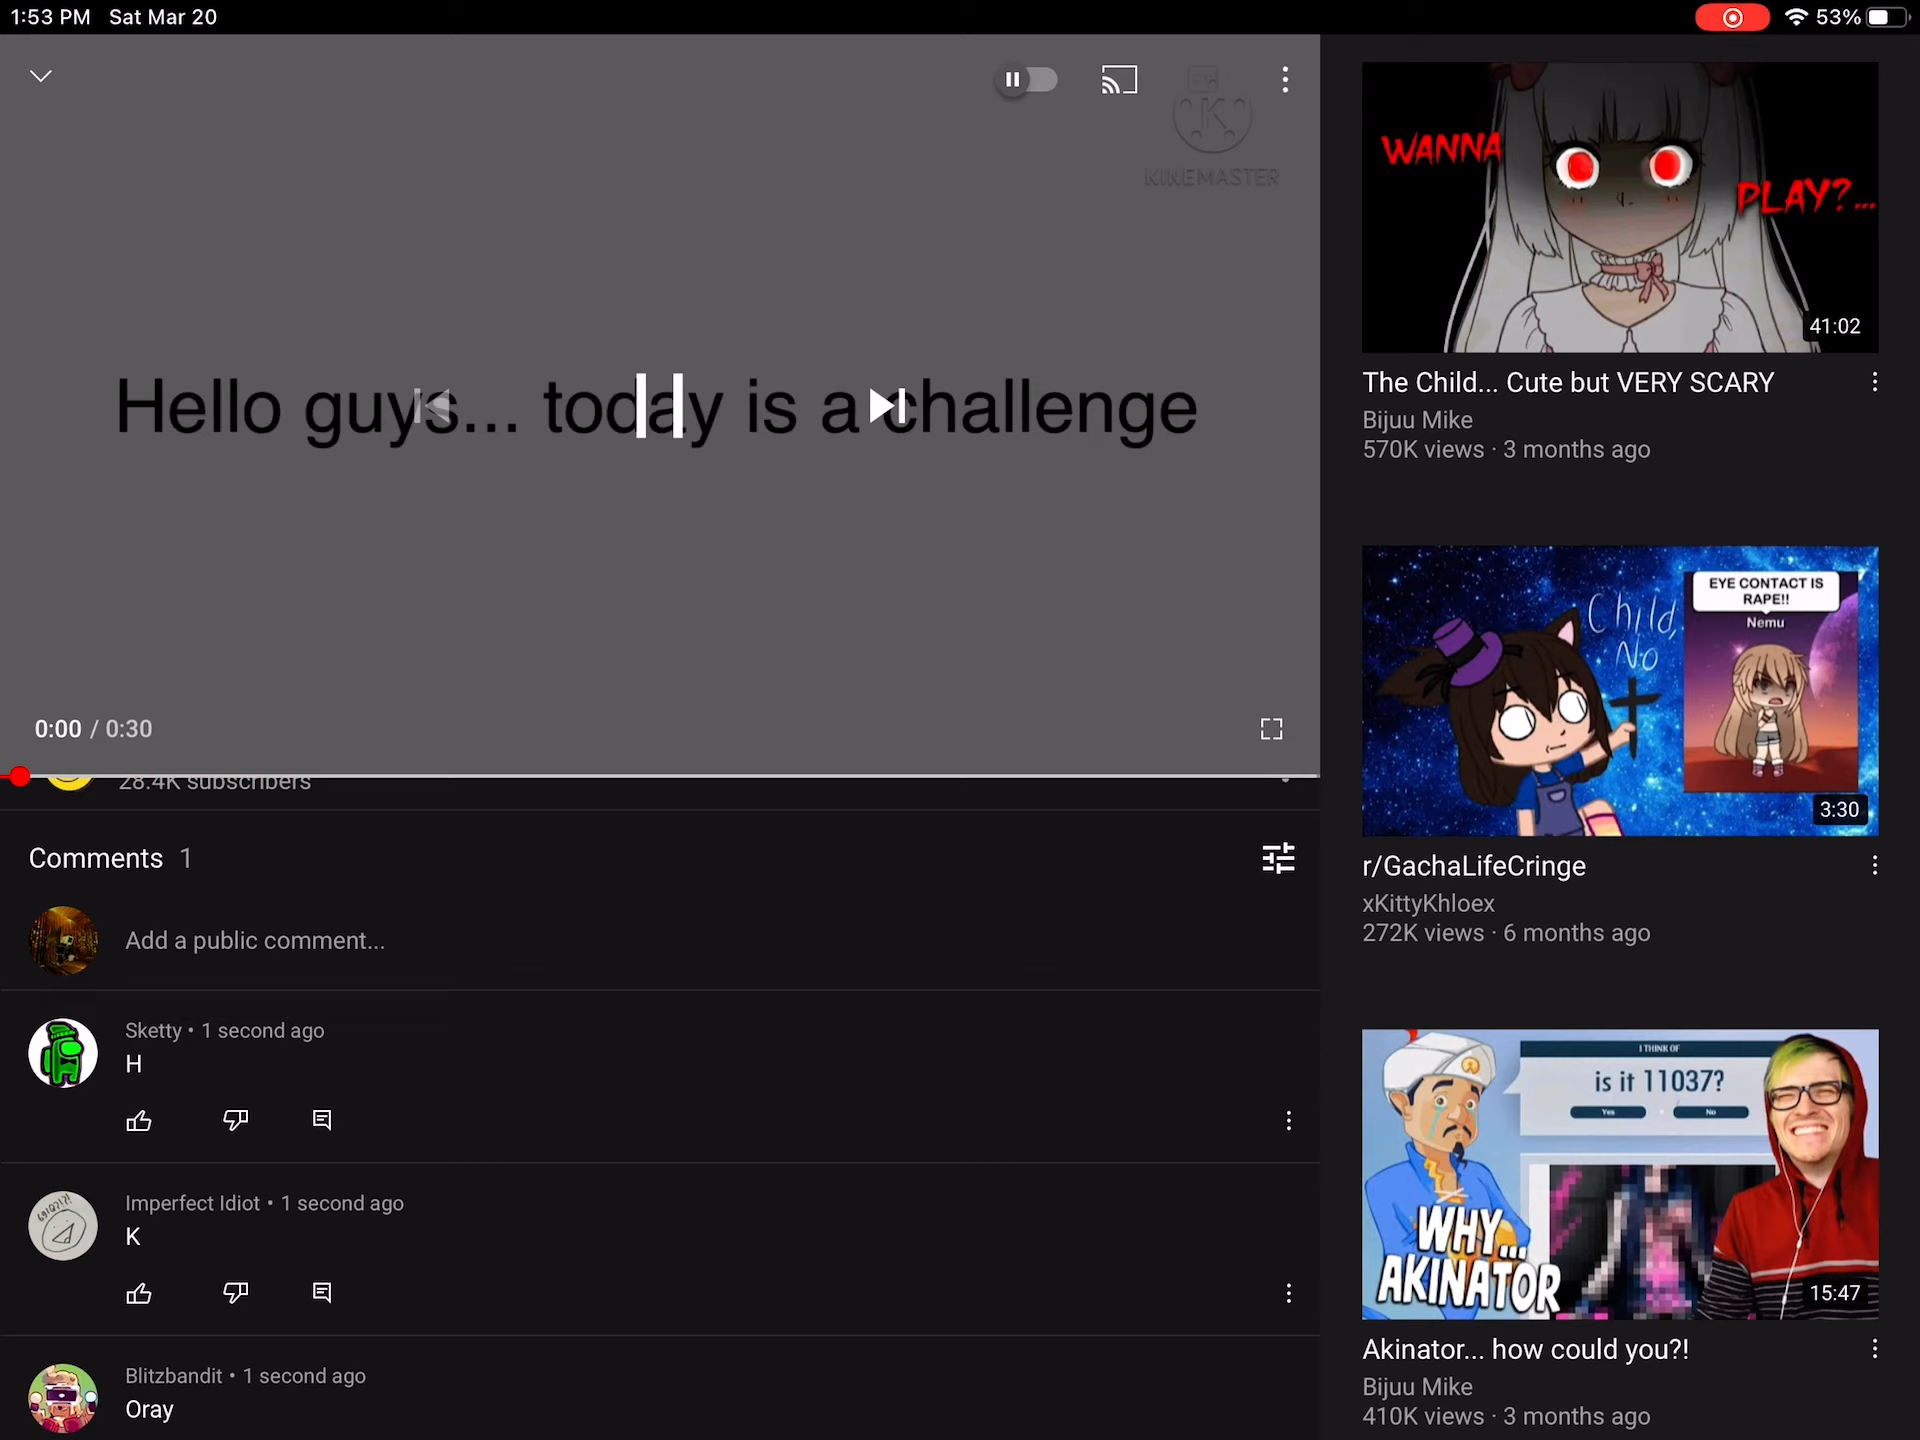 1:53 PM Sat Mar 20
53%
KINEMASTER
Hello guys... today is a challenge
0:00 / 0:30
28.4K subscribers
Comments 1
Add a public comment...
Sketty • 1 second ago
H
Imperfect Idiot • 1 second ago
K
Blitzbandit • 1 second ago
Oray
WANNA
PLAY?...
41:02
The Child... Cute but VERY SCARY
Bijuu Mike
570K views · 3 months ago
Child,
No
EYE CONTACT IS
RAPE!!
Nemu
3:30
r/GachaLifeCringe
xKittyKhloex
272K views · 6 months ago
I THINK OF
is it 11037?
Yes
No
WHY...
AKINATOR
15:47
Akinator... how could you?!
Bijuu Mike
410K views · 3 months ago